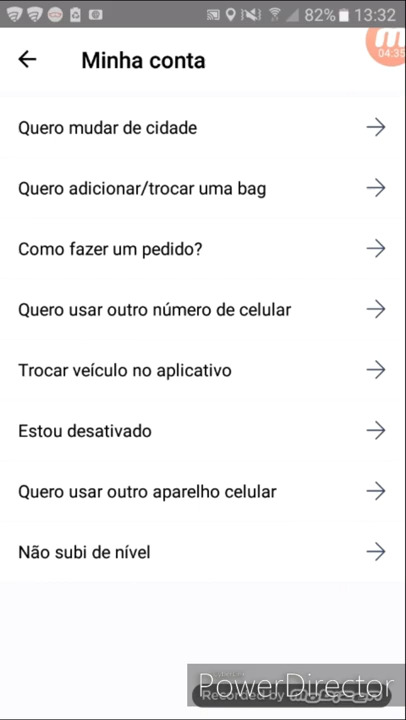 82% 13:32
Minha conta
04:35
Quero mudar de cidade
Quero adicionar/trocar uma bag
Como fazer um pedido?
Quero usar outro número de celular
Trocar veículo no aplicativo
Estou desativado
Quero usar outro aparelho celular
Não subi de nível
PowerDirector
Recorded by